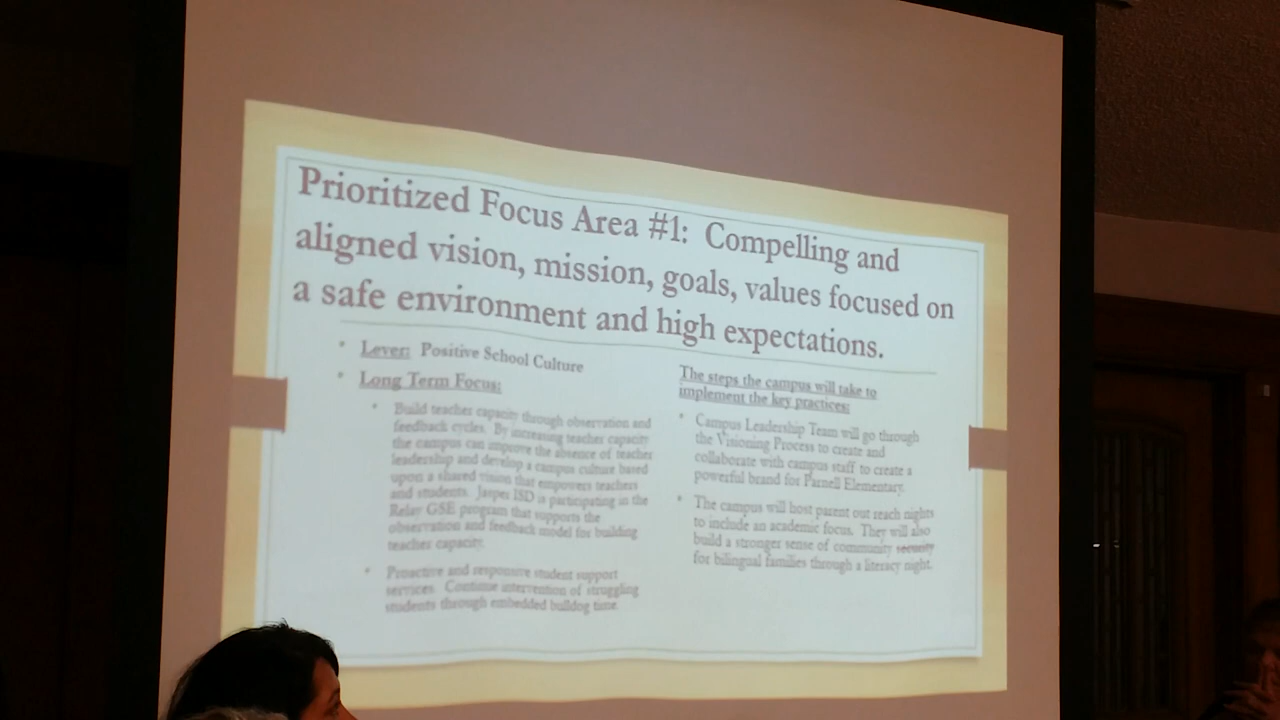 Prioritized Focus Area #1: Compelling and
aligned vision, mission, goals, values focused on
a safe environment and high expectations.
Lever: Positive School Culture
Long Term Focus:
Build teacher capacity through observation and
feedback cycles. By increasing teacher capacity
the campus can improve the absence of teacher
leadership and develop a campus culture based
upon a shared vision that empowers teachers
and students. Jasper ISD is participating in the
Relay GSE program that supports the
observation and feedback model for building
teacher capacity.
Proactive and responsive student support
services. Continue intervention of struggling
students through embedded bulldog time.
The steps the campus will take to
implement the key practices:
Campus Leadership Team will go through
the Visioning Process to create and
collaborate with campus staff to create a
powerful brand for Parnell Elementary.
The campus will host parent out reach nights
to include an academic focus. They will also
build a stronger sense of community security
for bilingual families through a literacy night.